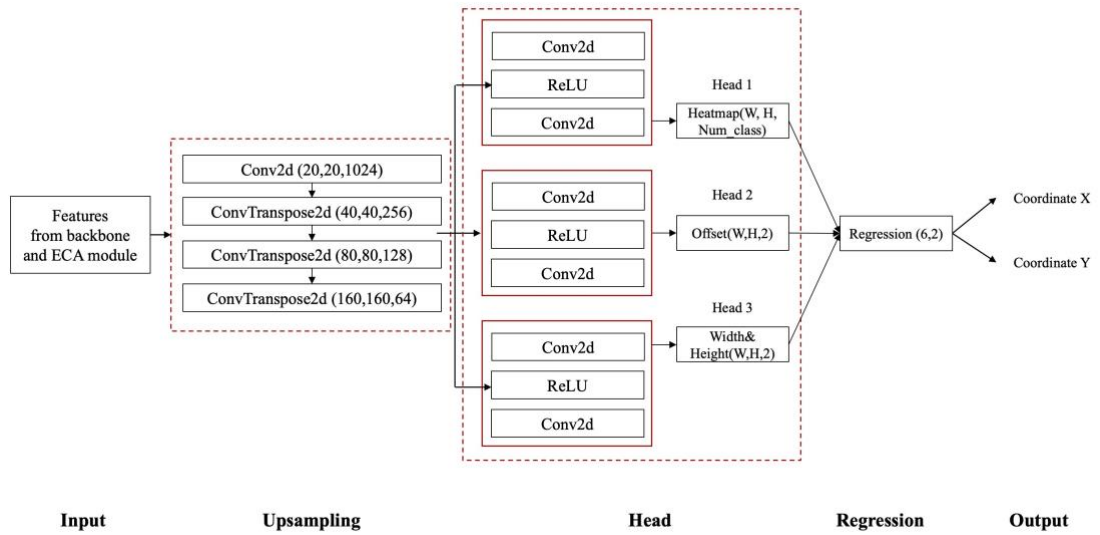 Features
from backbone
and ECA module
Conv2d (20,20,1024)
ConvTranspose2d (40,40,256)
ConvTranspose2d (80,80,128)
ConvTranspose2d (160,160,64)
Conv2d
ReLU
Conv2d
Head 1
Heatmap(W, H,
Num_class)
Conv2d
ReLU
Conv2d
Head 2
Offset(W,H,2)
Conv2d
ReLU
Conv2d
Head 3
Width&
Height(W,H,2)
Regression (6,2)
Coordinate X
Coordinate Y
Input
Upsampling
Head
Regression
Output